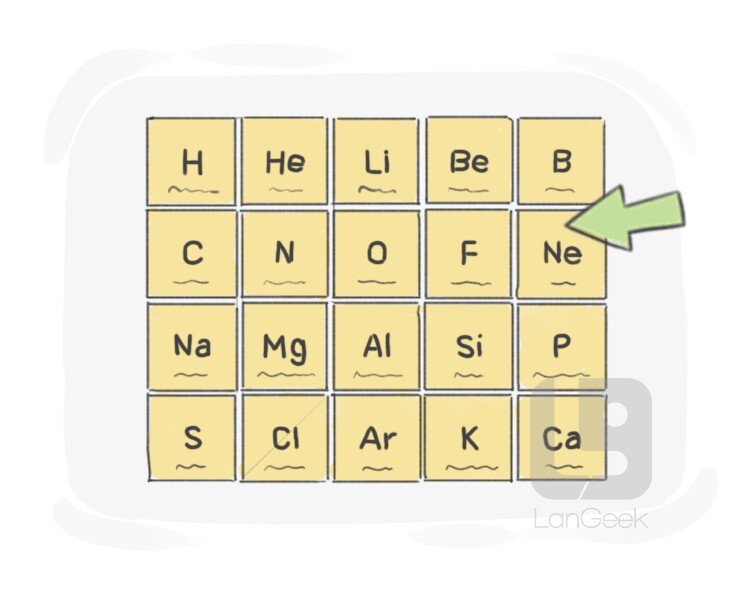 H He Li Be B
C N O F Ne
Na Mg Al Si P
S Cl Ar K Ca
LanGeek